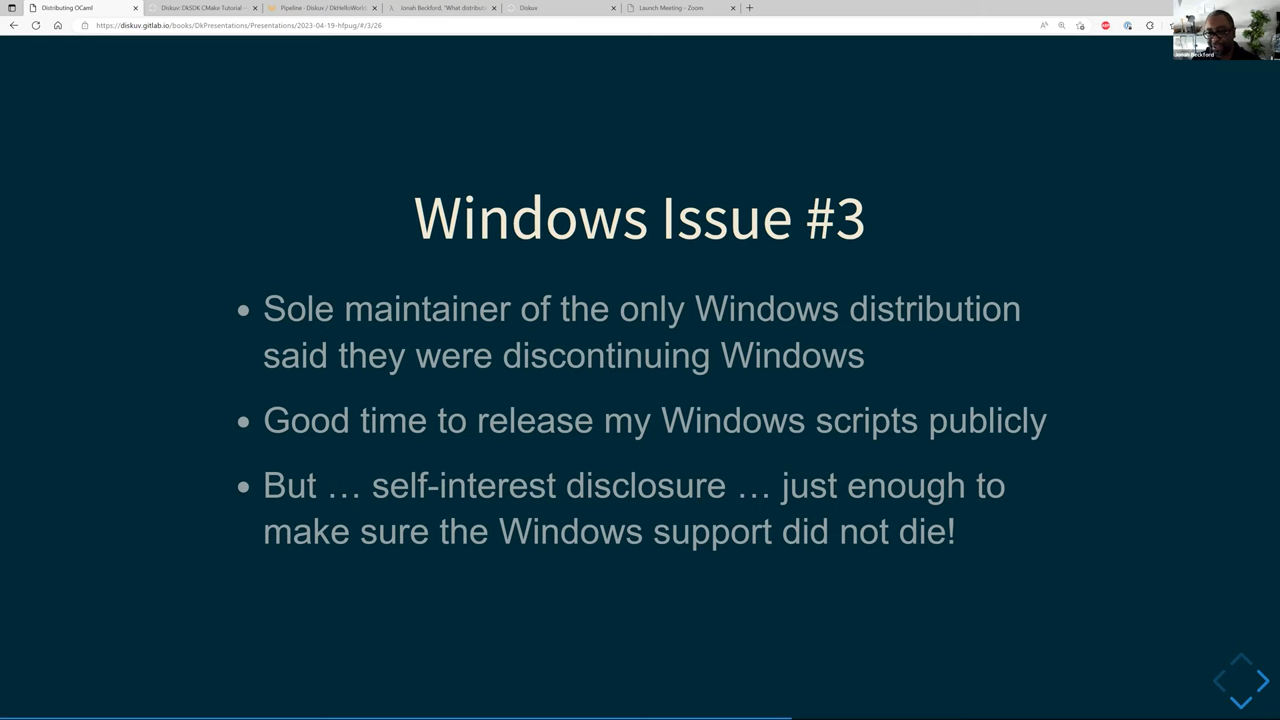 Distributing OCaml
Diskuv: DkSDK CMake Tutorial —
Pipeline · Diskuv / DkHelloWorld
Jonah Beckford, "What distribut
Diskuv
Launch Meeting - Zoom
https://diskuv.gitlab.io/books/DkPresentations/Presentations/2023-04-19-hfpug/#/3/26
Jonah Beckford
Windows Issue #3
• Sole maintainer of the only Windows distribution
said they were discontinuing Windows
• Good time to release my Windows scripts publicly
• But … self-interest disclosure … just enough to
make sure the Windows support did not die!